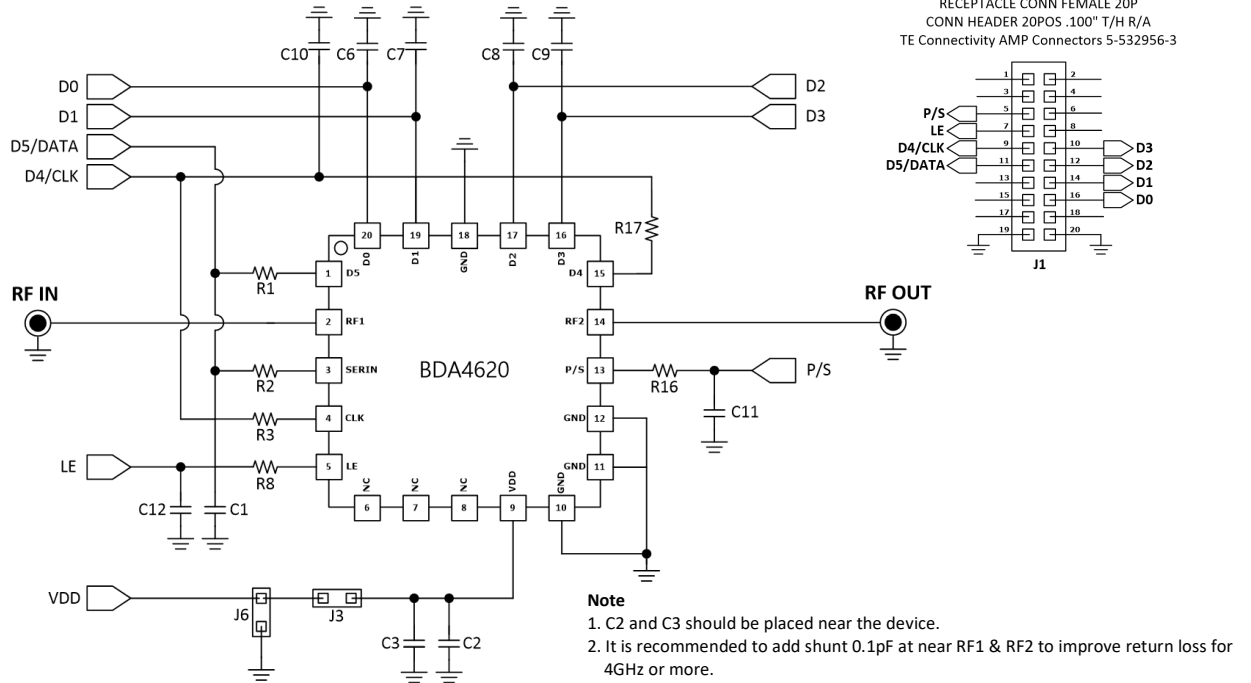 RECEPTACLE CONN FEMALE 20P
CONN HEADER 20POS .100" T/H R/A
TE Connectivity AMP Connectors 5-532956-3
C10
C6
C7
C8
C9
D0
D1
D5/DATA
D4/CLK
D2
D3
1
2
3
4
P/S
5
6
LE
7
8
D4/CLK
9
10
D3
D5/DATA
11
12
D2
13
14
D1
15
16
D0
17
18
19
20
J1
R17
20
19
18
17
16
D0
D1
GND
D2
D3
1
D5
D4
15
R1
RF IN
RF OUT
2
RF1
RF2
14
3
SERIN
BDA4620
P/S
13
R16
P/S
R2
4
CLK
GND
12
C11
R3
LE
5
LE
GND
11
R8
NC
NC
NC
VDD
GND
6
7
8
9
10
C12
C1
VDD
J6
J3
C3
C2
Note
1. C2 and C3 should be placed near the device.
2. It is recommended to add shunt 0.1pF at near RF1 & RF2 to improve return loss for
4GHz or more.